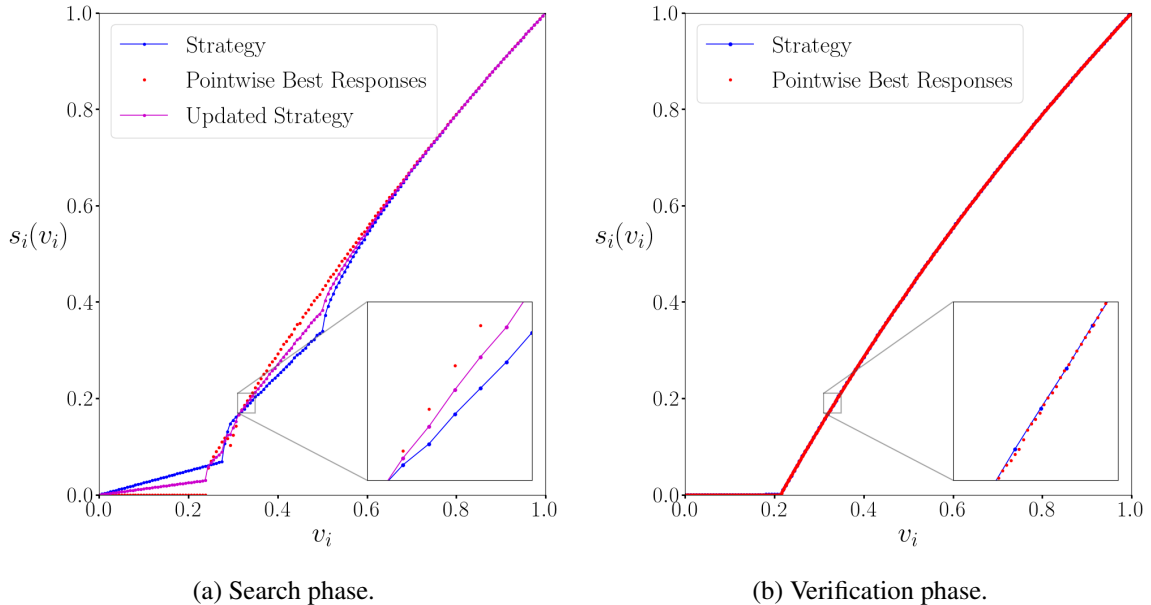 1.0
0.8
0.6
0.4
0.2
0.0
s_i(v_i)
Strategy
Pointwise Best Responses
Updated Strategy
0.0 0.2 0.4 0.6 0.8 1.0
v_i
(a) Search phase.
1.0
0.8
0.6
0.4
0.2
0.0
s_i(v_i)
Strategy
Pointwise Best Responses
0.0 0.2 0.4 0.6 0.8 1.0
v_i
(b) Verification phase.